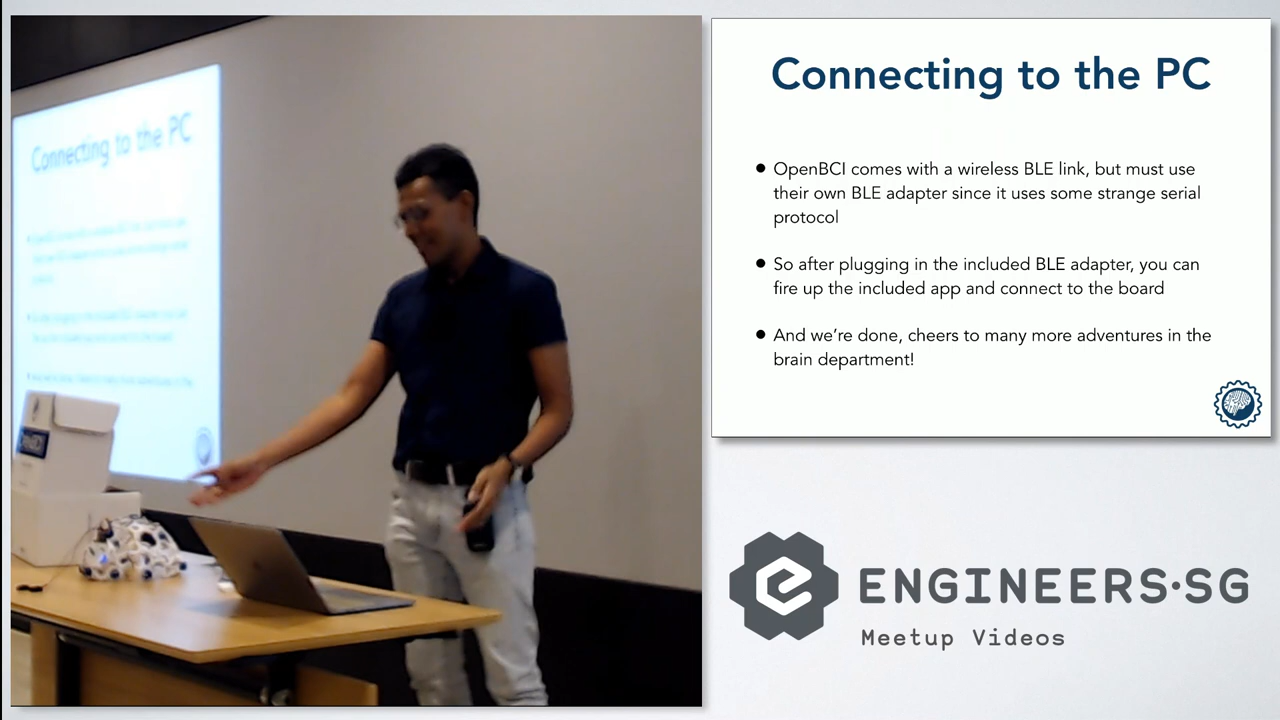 Connecting to the PC
Connecting to the PC
• OpenBCI comes with a wireless BLE link, but must use
their own BLE adapter since it uses some strange serial
protocol
• So after plugging in the included BLE adapter, you can
fire up the included app and connect to the board
• And we're done, cheers to many more adventures in the
brain department!
ENGINEERS·SG
Meetup Videos